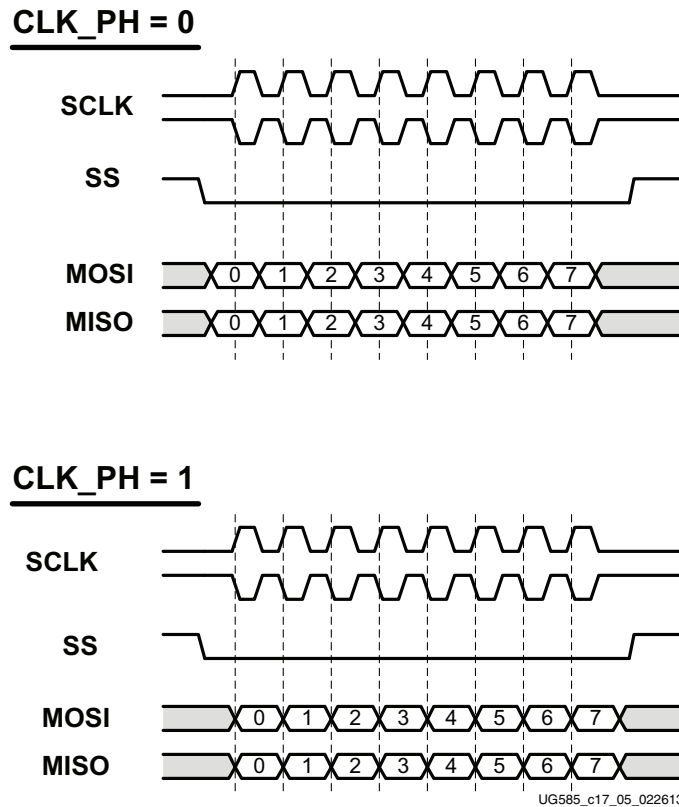 CLK_PH = 0
SCLK
SS
MOSI 0 1 2 3 4 5 6 7
MISO 0 1 2 3 4 5 6 7
CLK_PH = 1
SCLK
SS
MOSI 0 1 2 3 4 5 6 7
MISO 0 1 2 3 4 5 6 7
UG585_c17_05_022613